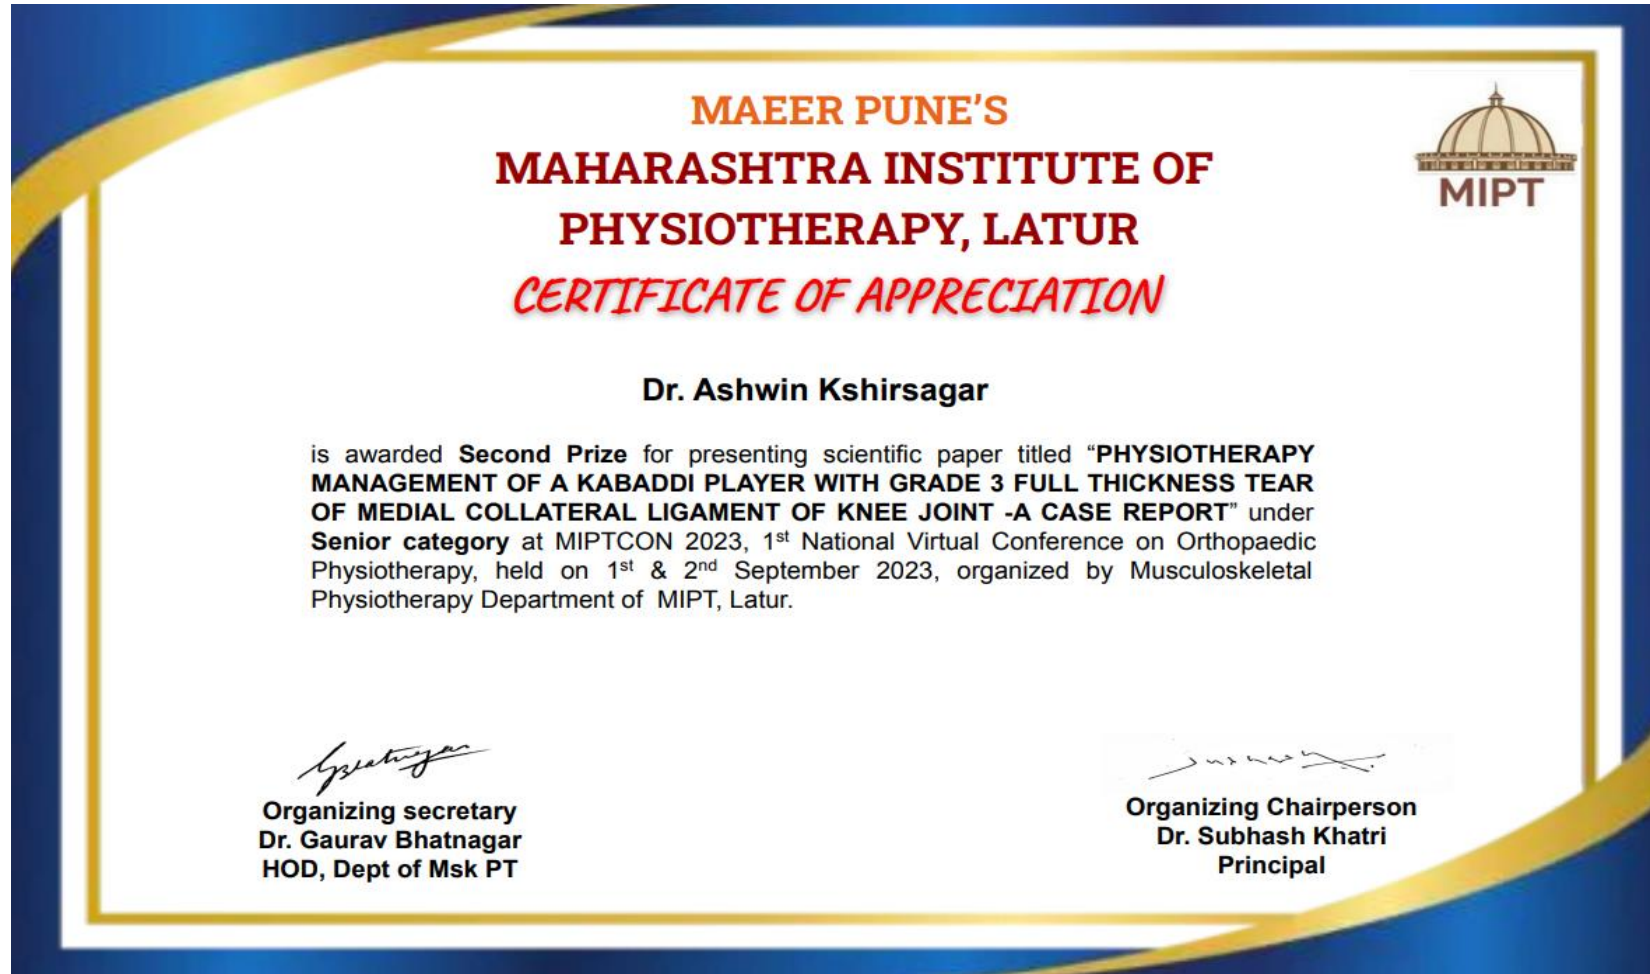 MAEER PUNE'S
MAHARASHTRA INSTITUTE OF
PHYSIOTHERAPY, LATUR
MIPT
CERTIFICATE OF APPRECIATION
Dr. Ashwin Kshirsagar
is awarded Second Prize for presenting scientific paper titled “PHYSIOTHERAPY
MANAGEMENT OF A KABADDI PLAYER WITH GRADE 3 FULL THICKNESS TEAR
OF MEDIAL COLLATERAL LIGAMENT OF KNEE JOINT -A CASE REPORT” under
Senior category at MIPTCON 2023, 1st National Virtual Conference on Orthopaedic
Physiotherapy, held on 1st & 2nd September 2023, organized by Musculoskeletal
Physiotherapy Department of MIPT, Latur.
Organizing secretary
Dr. Gaurav Bhatnagar
HOD, Dept of Msk PT
Organizing Chairperson
Dr. Subhash Khatri
Principal